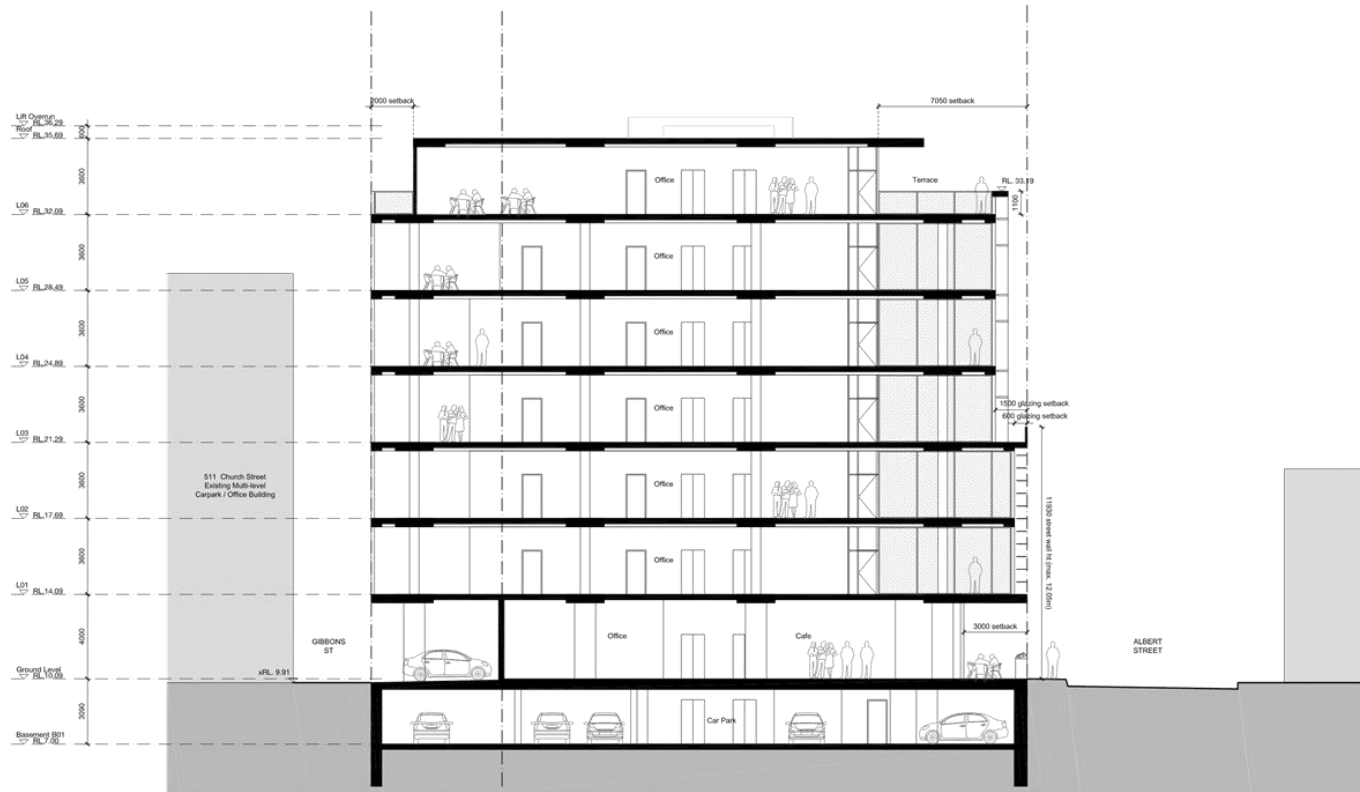 2000 setback
7050 setback
Lift Overrun
RL.36.29
600
Roof
RL.35.69
3600
Office
Terrace
RL. 33.19
1100
L06
RL.32.09
3600
Office
L05
RL.28.49
3600
Office
L04
RL.24.89
3600
Office
1500 glazing setback
600 glazing setback
L03
RL.21.29
3600
Office
511 Church Street
Existing Multi-level
Carpark / Office Building
L02
RL.17.69
3600
Office
11930 street wall ht (max. 12.05m)
L01
RL.14.09
4000
3000 setback
GIBBONS
ST
Office
Cafe
ALBERT
STREET
xRL. 9.91
Ground Level
RL.10.09
3090
Car Park
Basement B01
RL.7.00